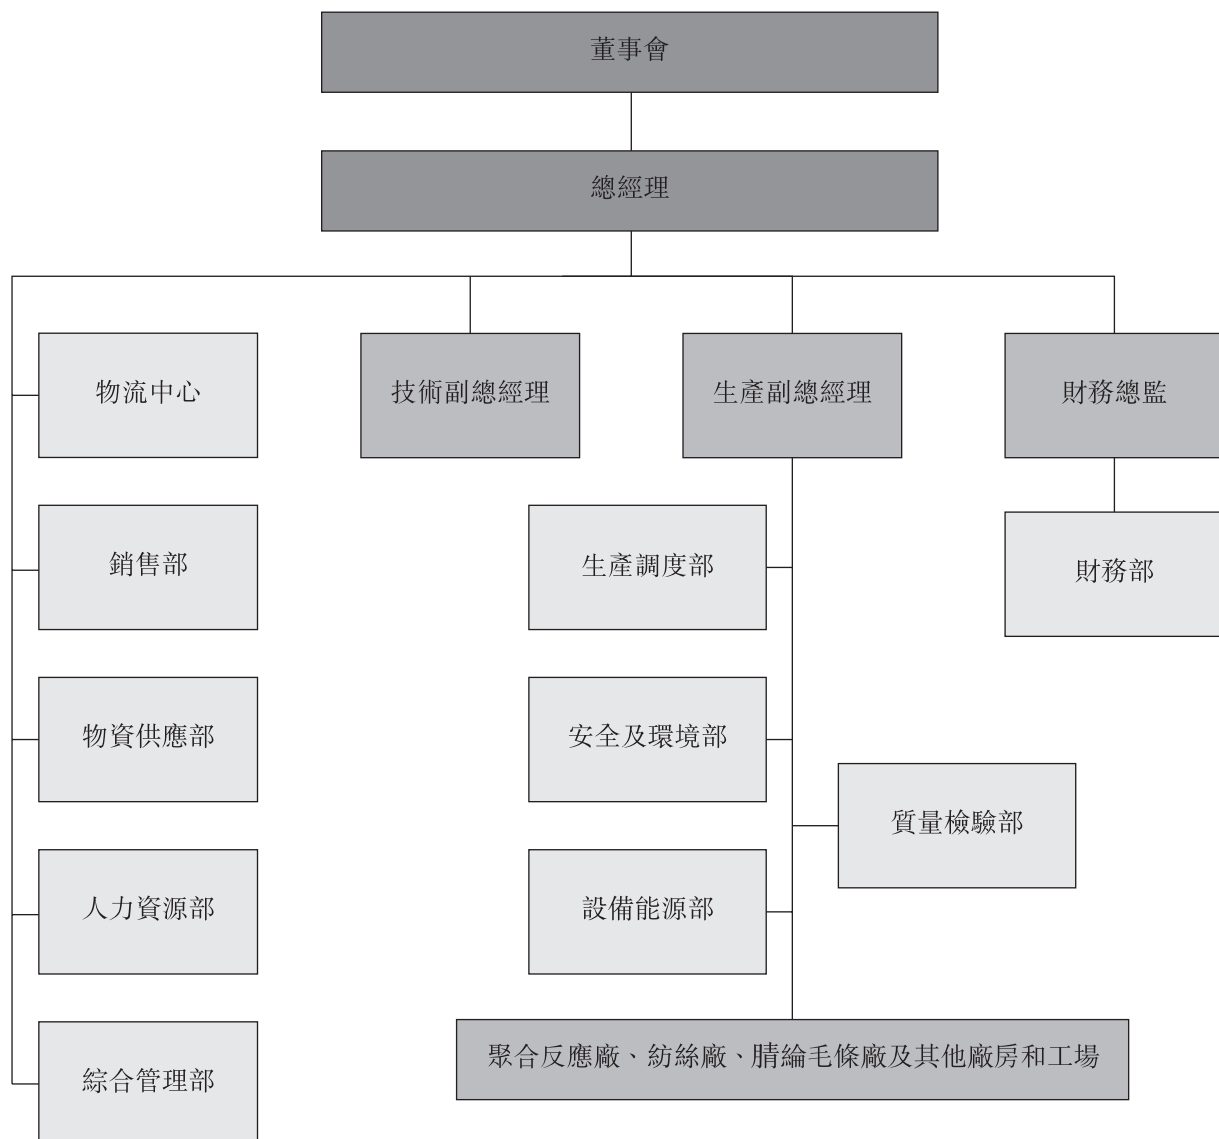 董事會
總經理
物流中心
技術副總經理
生產副總經理
財務總監
銷售部
生產調度部
財務部
物資供應部
安全及環境部
質量檢驗部
人力資源部
設備能源部
聚合反應廠、紡絲廠、腈綸毛條廠及其他廠房和工場
綜合管理部